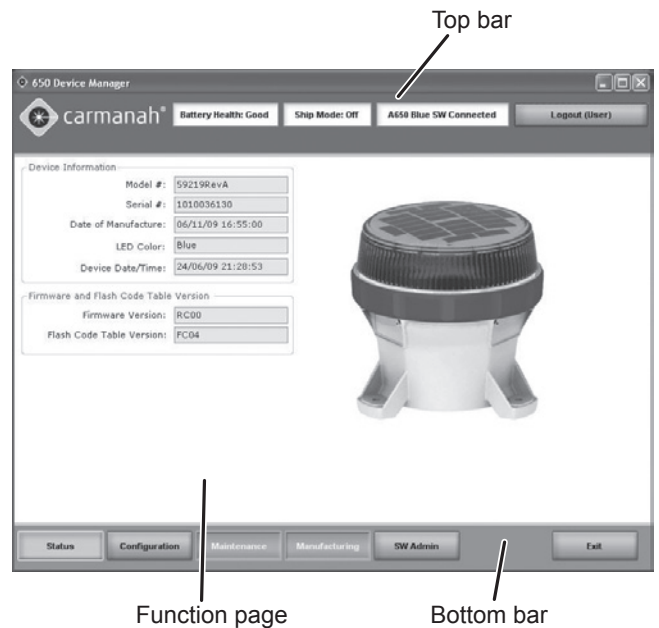 Top bar
650 Device Manager
carmanah®
Battery Health: Good
Ship Mode: Off
A650 Blue SW Connected
Logout (User)
Device Information
Model #: 59219RevA
Serial #: 1010036130
Date of Manufacture: 06/11/09 16:55:00
LED Color: Blue
Device Date/Time: 24/06/09 21:28:53
Firmware and Flash Code Table Version
Firmware Version: RC00
Flash Code Table Version: FC04
Status
Configuration
Maintenance
Manufacturing
SW Admin
Exit
Function page
Bottom bar